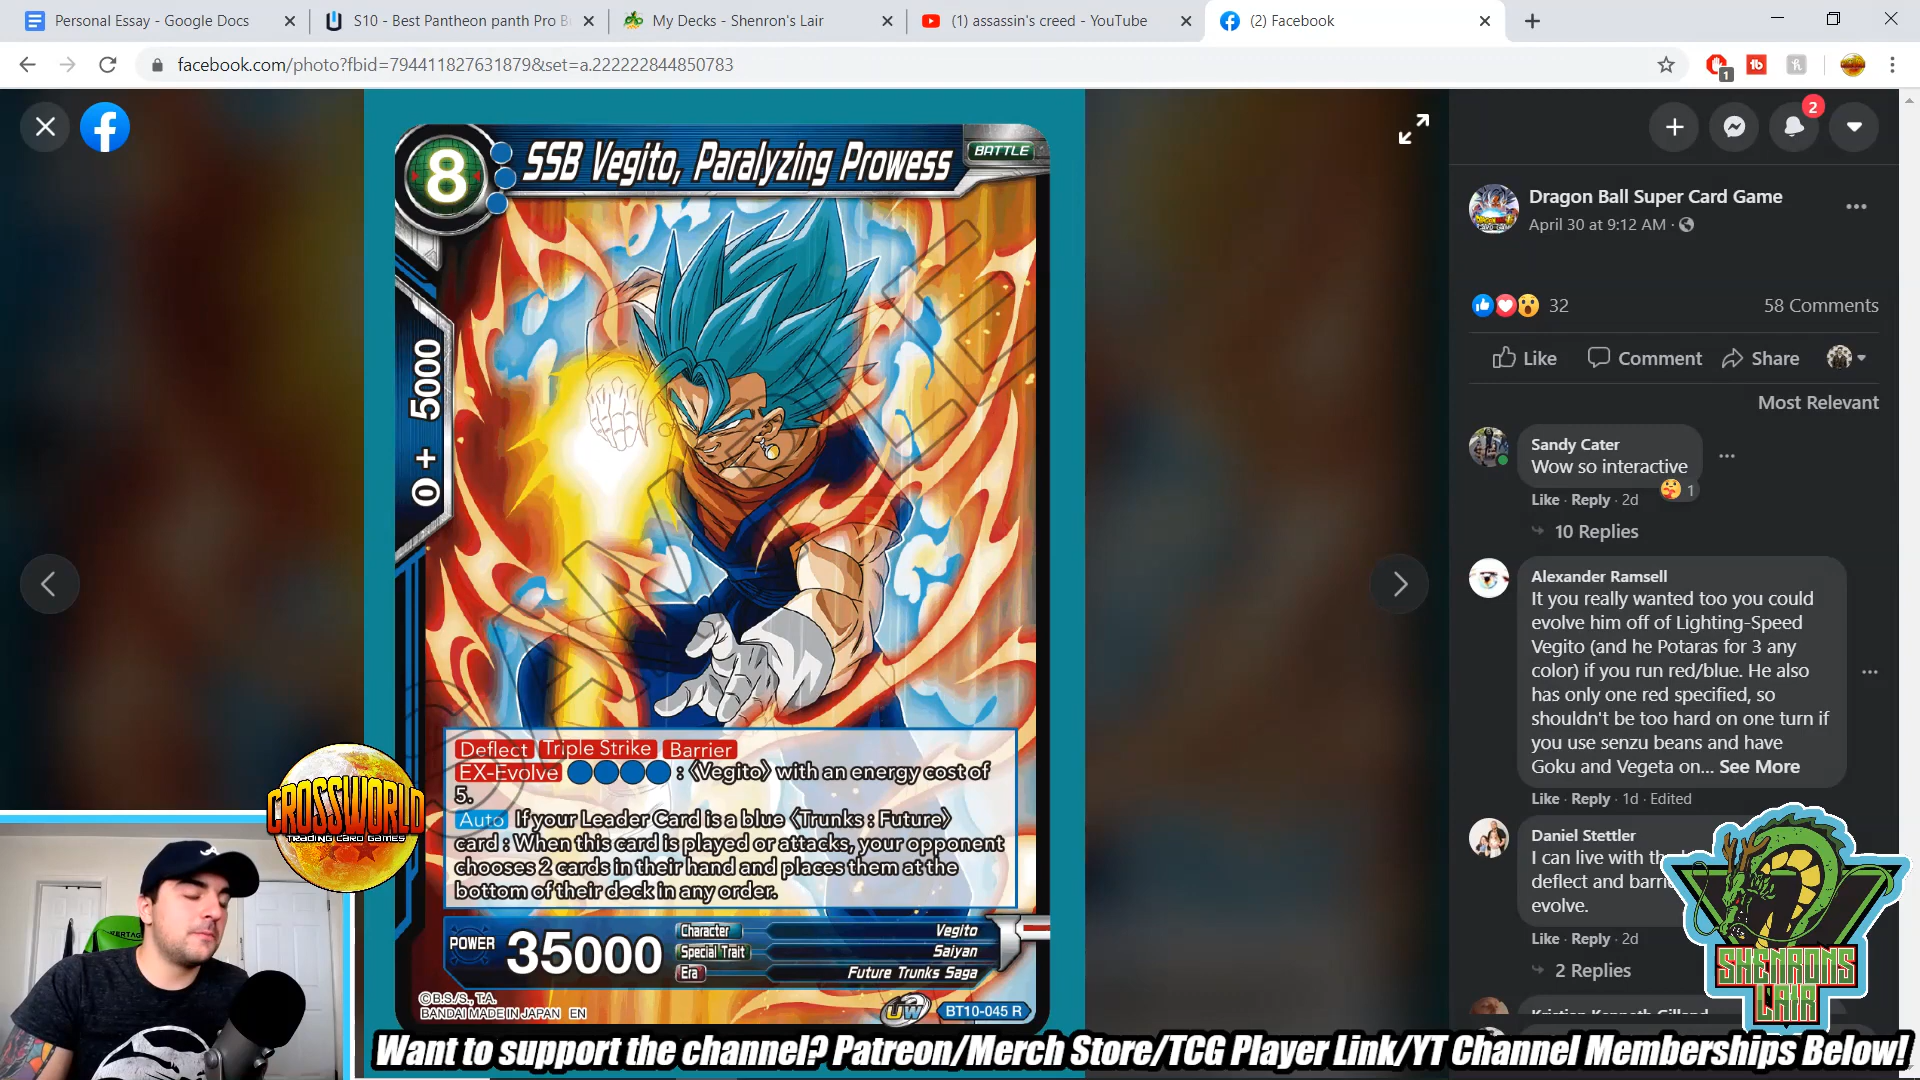 Personal Essay - Google Docs
S10 - Best Pantheon panth Pro B
My Decks - Shenron's Lair
(1) assassin's creed - YouTube
(2) Facebook
facebook.com/photo?fbid=794411827631879&set=a.222222844850783
1
8
SSB Vegito, Paralyzing Prowess
BATTLE
0 + 5000
SAMPLE
Deflect Triple Strike Barrier
EX-Evolve : 《Vegito》 with an energy cost of
5.
Auto If your Leader Card is a blue 《Trunks : Future》
card : When this card is played or attacks, your opponent
chooses 2 cards in their hand and places them at the
bottom of their deck in any order.
POWER 35000
Character Vegito
Special Trait Saiyan
Era Future Trunks Saga
©B.S./S., T.A.
BANDAI MADE IN JAPAN EN
UW
BT10-045 R
2
Dragon Ball Super Card Game
April 30 at 9:12 AM ·
32
58 Comments
Like
Comment
Share
Most Relevant
Sandy Cater
Wow so interactive
1
Like · Reply · 2d
10 Replies
Alexander Ramsell
It you really wanted too you could
evolve him off of Lighting-Speed
Vegito (and he Potaras for 3 any
color) if you run red/blue. He also
has only one red specified, so
shouldn't be too hard on one turn if
you use senzu beans and have
Goku and Vegeta on... See More
Like · Reply · 1d · Edited
Daniel Stettler
I can live with
deflect and
evolve.
Like · Reply · 2d
2 Replies
CROSSWORLD
TRADING CARD GAMES
SHENRONS
LAIR
Want to support the channel? Patreon/Merch Store/TCG Player Link/YT Channel Memberships Below!